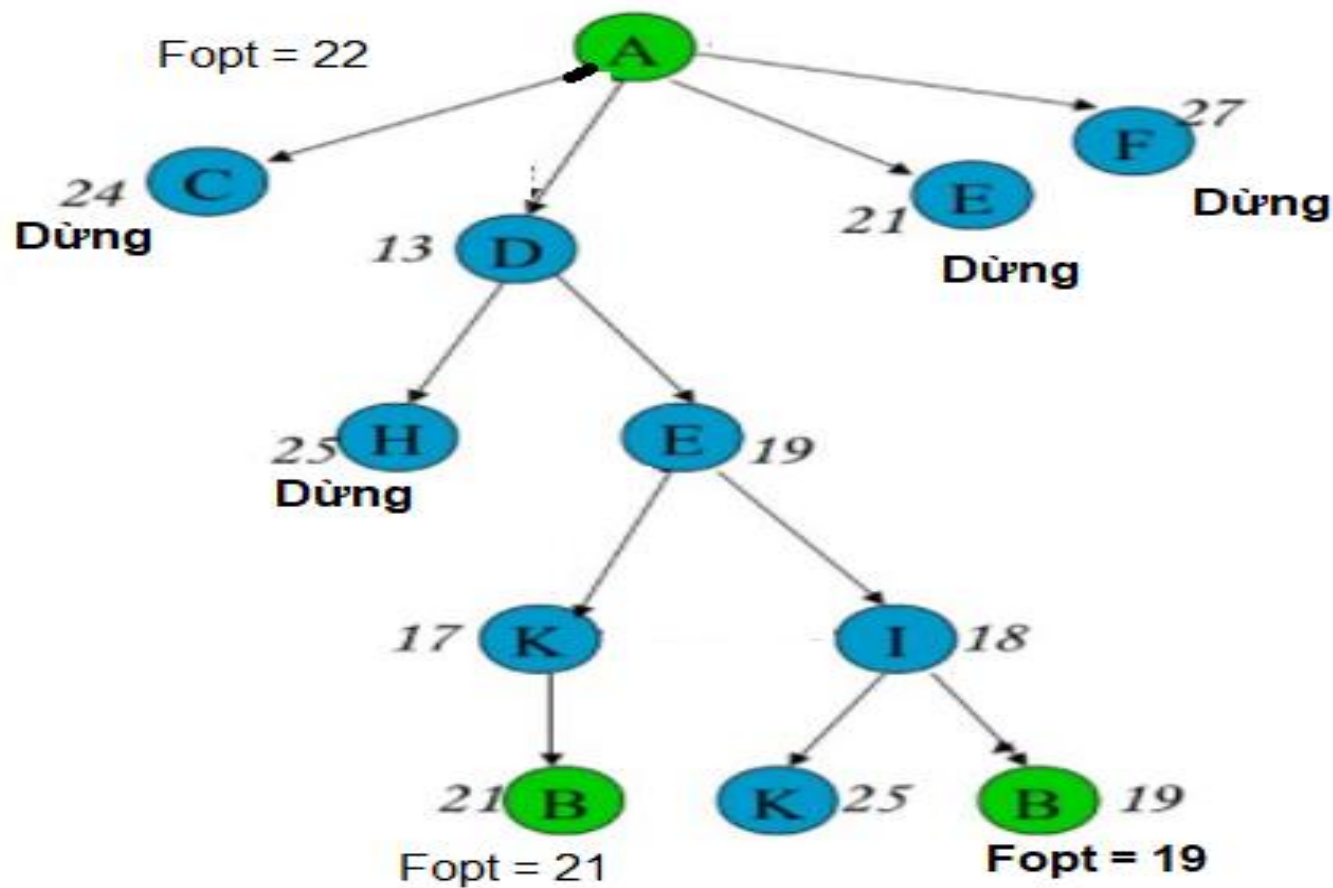 A
Fopt = 22
27
F
C
24
E
21
Dừng
Dừng
13
D
Dừng
H
25
E
19
Dừng
17
K
I
18
21
B
K
25
B
19
Fopt = 21
Fopt = 19